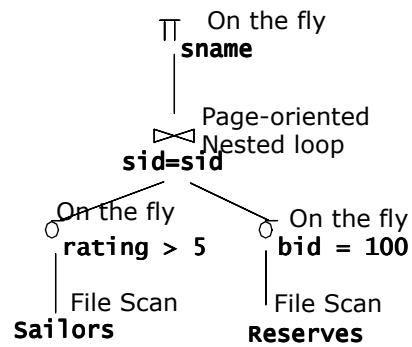 π On the fly
sname
Page-oriented
Nested loop
sid=sid
On the fly
σ rating > 5
On the fly
σ bid = 100
File Scan
Sailors
File Scan
Reserves